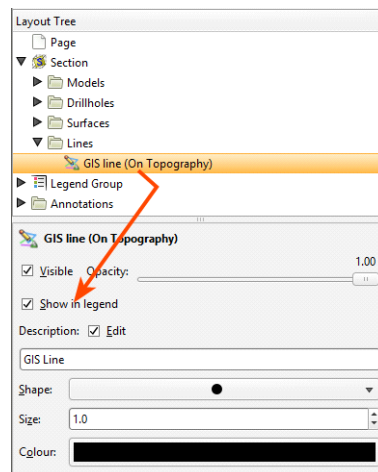 Layout Tree
Page
Section
Models
Drillholes
Surfaces
Lines
GIS line (On Topography)
Legend Group
Annotations
GIS line (On Topography)
Visible Opacity: 1.00
Show in legend
Description: Edit
GIS Line
Shape:
Size: 1.0
Colour: